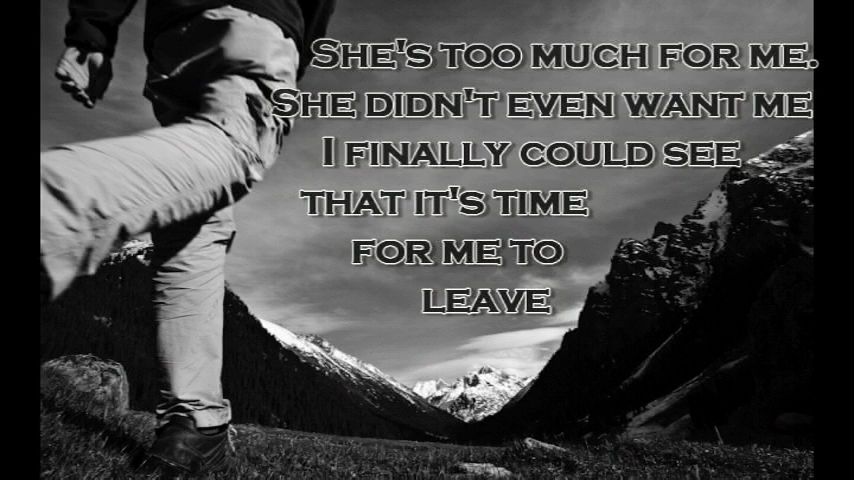 She's too much for me.
She didn't even want me
I finally could see
that it's time
for me to
leave